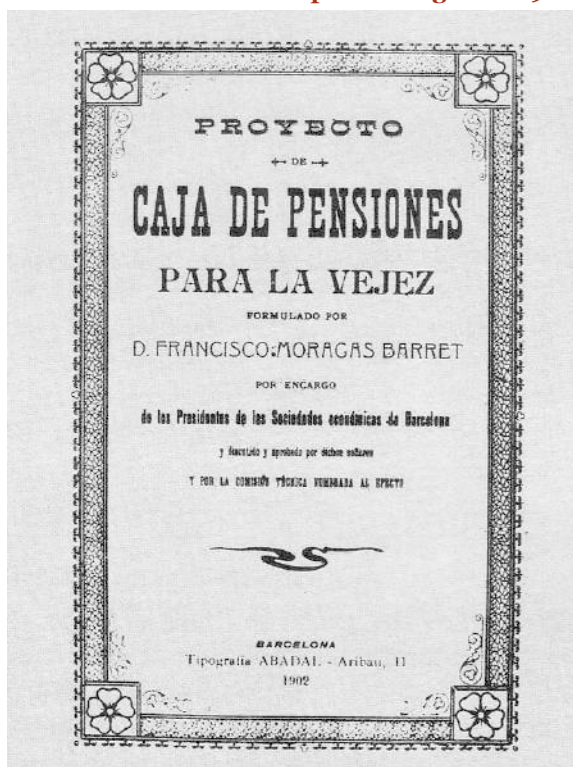 PROYECTO
DE
CAJA DE PENSIONES
PARA LA VEJEZ
FORMULADO POR
D. FRANCISCO MORAGAS BARRET
POR ENCARGO
de los Presidentes de las Sociedades económicas de Barcelona
y discutido y aprobado por dichos señores
Y POR LA COMISIÓN TÉCNICA NOMBRADA AL EFECTO
BARCELONA
Tipografía ABADAL - Aribau, 11
1902